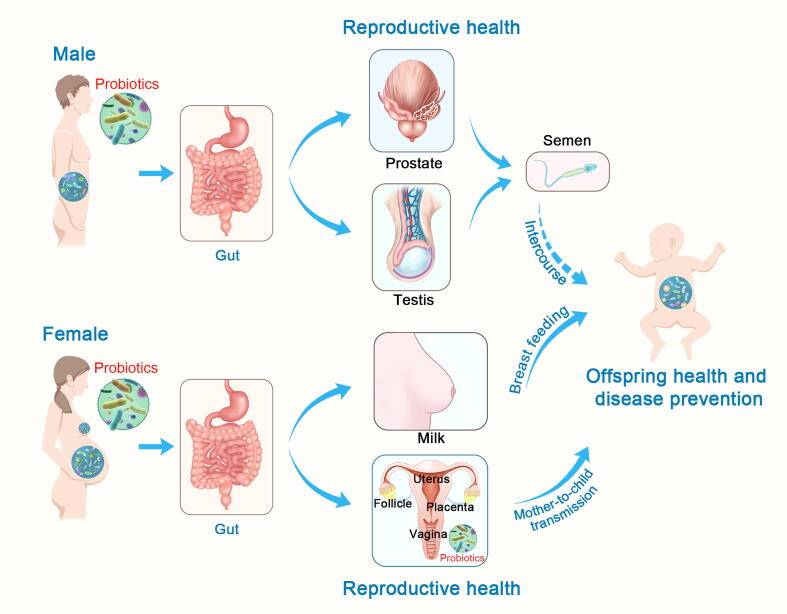 Reproductive health
Male
Probiotics
Gut
Prostate
Testis
Semen
Intercourse
Female
Probiotics
Gut
Milk
Breast feeding
Offspring health and
disease prevention
Uterus
Follicle
Placenta
Vagina
Probiotics
Mother-to-child
transmission
Reproductive health